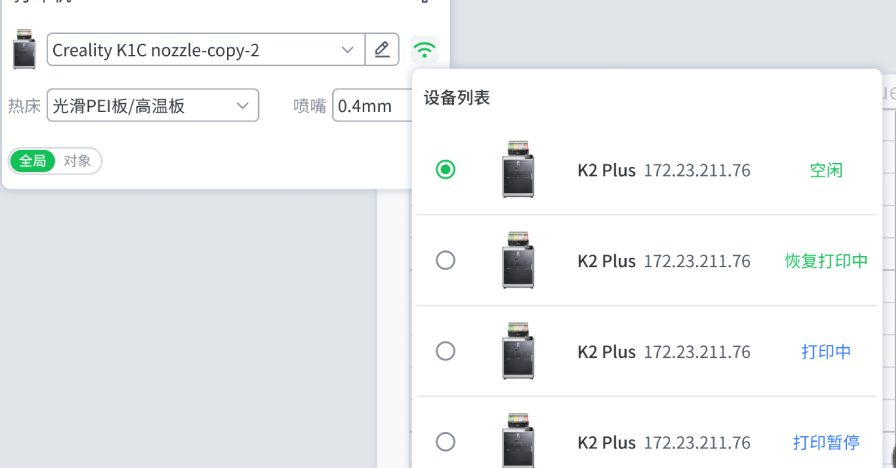 Creality K1C nozzle-copy-2
热床 光滑PEI板/高温板 喷嘴 0.4mm
全局 对象
设备列表
K2 Plus 172.23.211.76 空闲
K2 Plus 172.23.211.76 恢复打印中
K2 Plus 172.23.211.76 打印中
K2 Plus 172.23.211.76 打印暂停